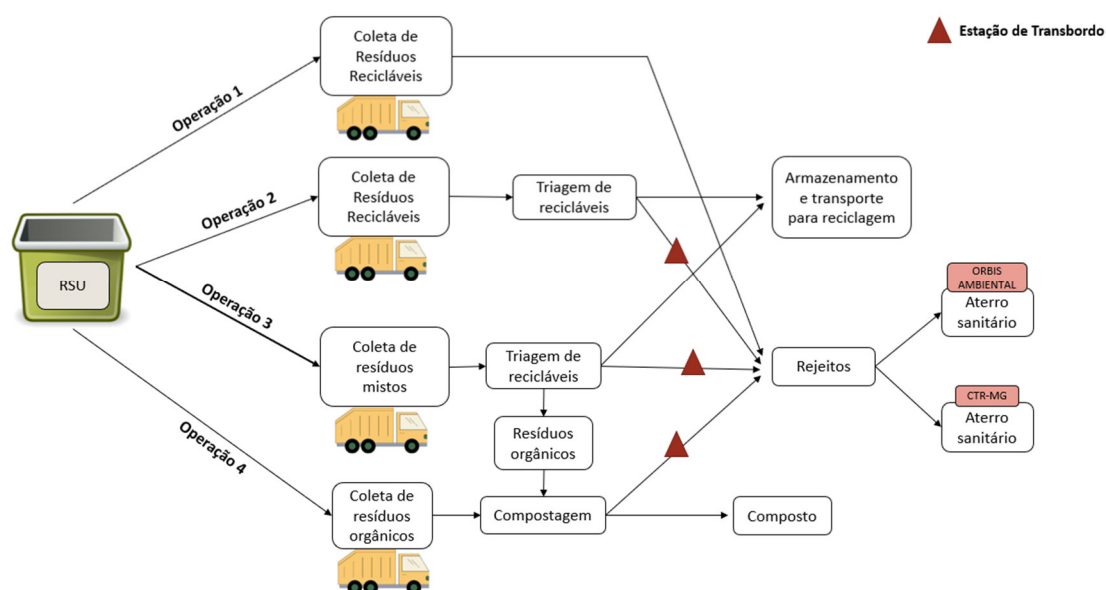 Estação de Transbordo
Coleta de
Resíduos
Recicláveis
Operação 1
Coleta de
Resíduos
Recicláveis
Operação 2
Triagem de
recicláveis
Armazenamento
e transporte
para reciclagem
RSU
Operação 3
Coleta de
resíduos
mistos
Triagem de
recicláveis
Rejeitos
ORBIS
AMBIENTAL
Aterro
sanitário
CTR-MG
Aterro
sanitário
Resíduos
orgânicos
Operação 4
Coleta de
resíduos
orgânicos
Compostagem
Composto